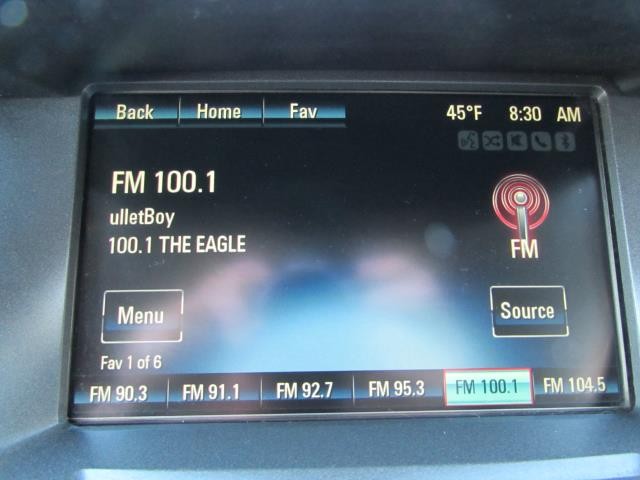 Back Home Fav 45°F 8:30 AM
FM 100.1
ulletBoy
100.1 THE EAGLE
FM
Menu Source
Fav 1 of 6
FM 90.3 FM 91.1 FM 92.7 FM 95.3 FM 100.1 FM 104.5